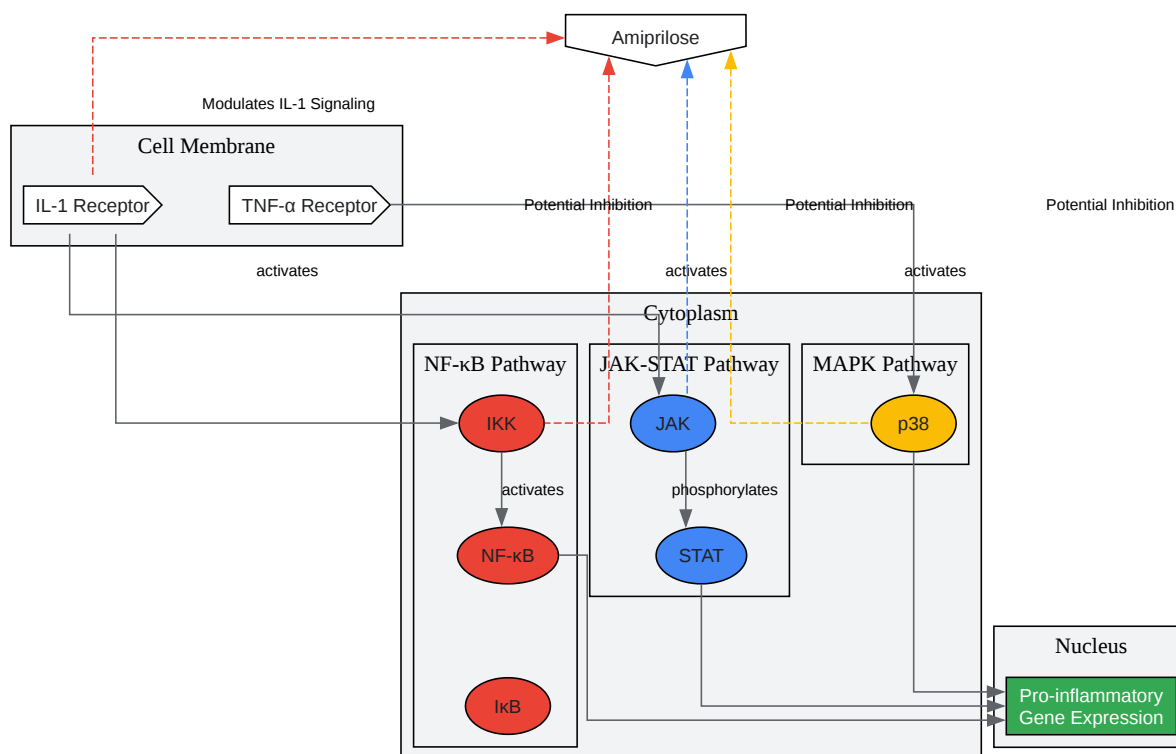 Amiprilose
Modulates IL-1 Signaling
Cell Membrane
IL-1 Receptor
TNF-α Receptor
Potential Inhibition
Potential Inhibition
Potential Inhibition
activates
activates
activates
Cytoplasm
NF-κB Pathway
JAK-STAT Pathway
MAPK Pathway
IKK
JAK
p38
activates
phosphorylates
NF-κB
STAT
IκB
Nucleus
Pro-inflammatory
Gene Expression